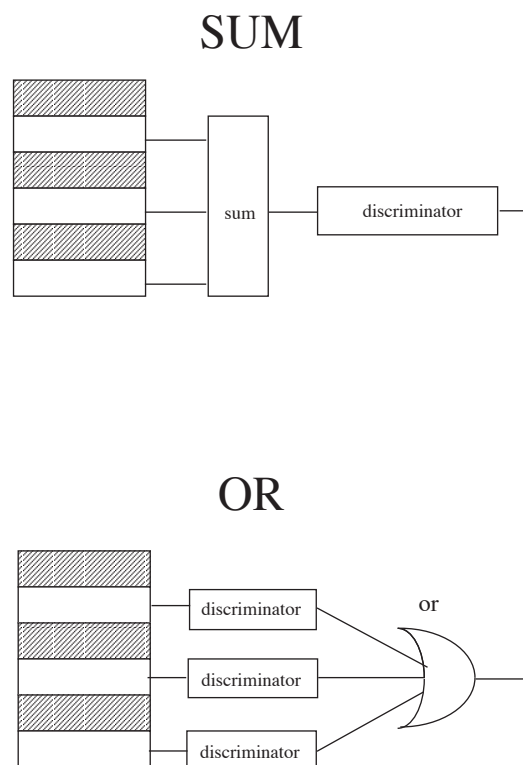 SUM
sum
discriminator
OR
or
discriminator
discriminator
discriminator